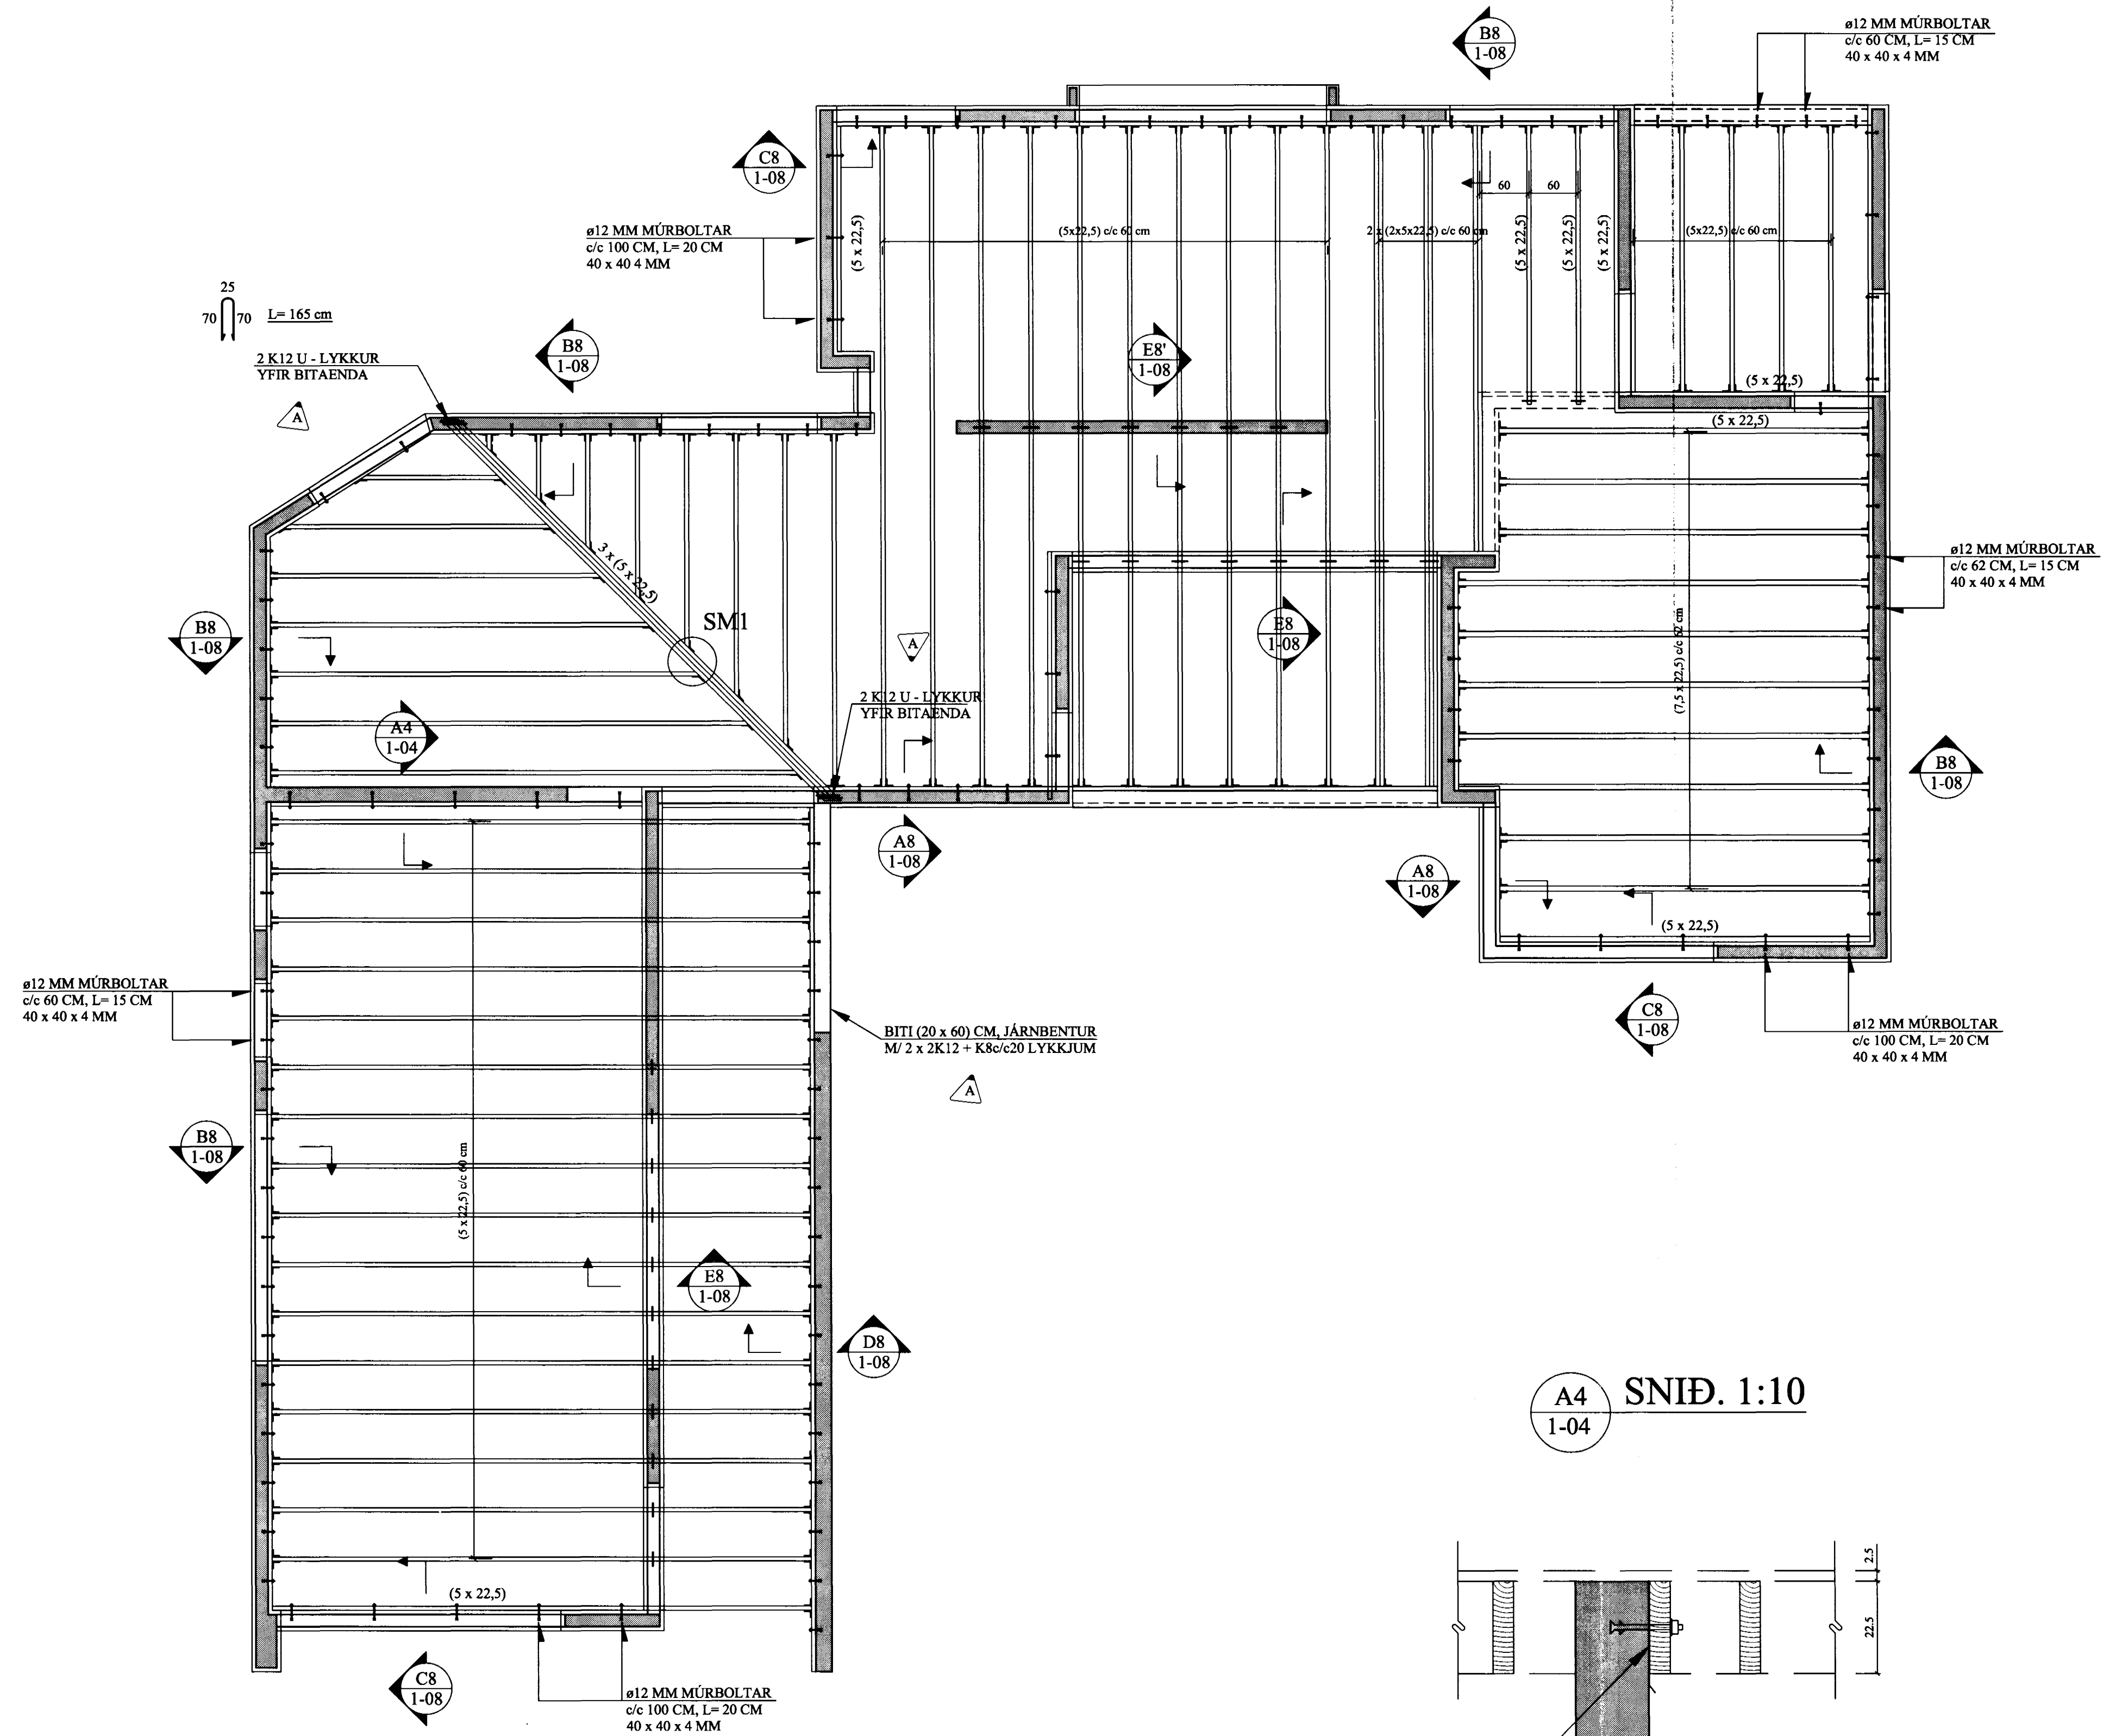 B8
1-08
ø12 MM MÚRBOLTAR
c/c 60 CM, L= 15 CM
40 x 40 x 4 MM
C8
1-08
ø12 MM MÚRBOLTAR
c/c 100 CM, L= 20 CM
40 x 40 4 MM
(5 x 22,5)
(5x22,5) c/c 60 cm
2 x (2x5x22,5) c/c 60 cm
60
60
(5 x 22,5)
(5 x 22,5)
(5 x 22,5)
(5x22,5) c/c 60 cm
25
70
70
L= 165 cm
2 K12 U - LYKKUR
YFIR BITAENDA
A
B8
1-08
E8'
1-08
(5 x 22,5)
(5 x 22,5)
3 x (5 x 22,5)
SM1
ø12 MM MÚRBOLTAR
c/c 62 CM, L= 15 CM
40 x 40 x 4 MM
B8
1-08
A
E8
1-08
(7,5 x 22,5) c/c 62 cm
A4
1-04
2 K12 U - LYKKUR
YFIR BITAENDA
B8
1-08
A8
1-08
A8
1-08
(5 x 22,5)
ø12 MM MÚRBOLTAR
c/c 60 CM, L= 15 CM
40 x 40 x 4 MM
BITI (20 x 60) CM, JÁRNBENTUR
M/ 2 x 2K12 + K8c/c20 LYKKJUM
A
C8
1-08
ø12 MM MÚRBOLTAR
c/c 100 CM, L= 20 CM
40 x 40 x 4 MM
B8
1-08
(5 x 22,5) c/c 60 cm
E8
1-08
D8
1-08
A4
1-04
SNIÐ. 1:10
(5 x 22,5)
2.5
22.5
C8
1-08
ø12 MM MÚRBOLTAR
c/c 100 CM, L= 20 CM
40 x 40 x 4 MM